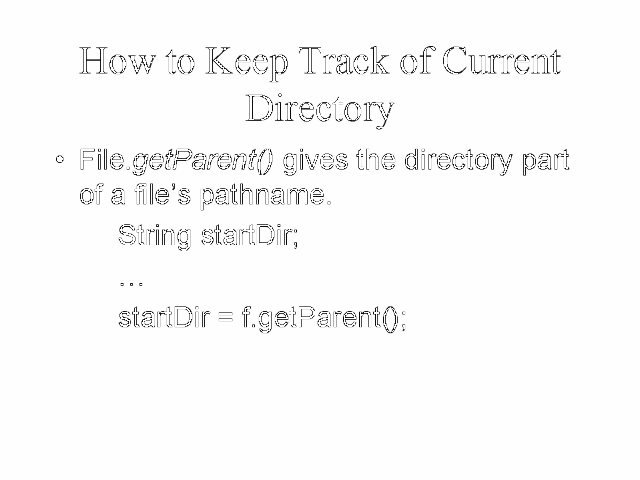 How to Keep Track of Current
Directory
• File.getParent() gives the directory part
of a file’s pathname.
String startDir;
…
startDir = f.getParent();